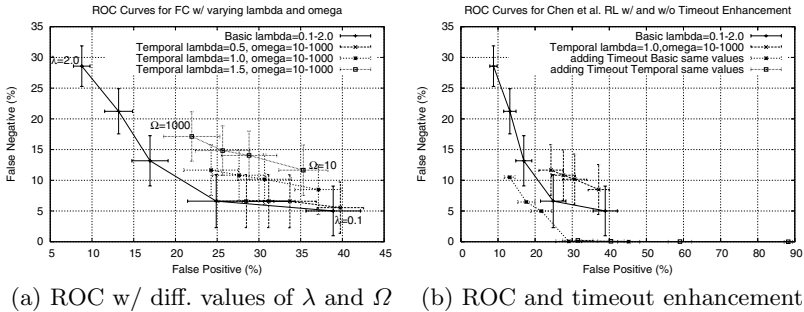 ROC Curves for FC w/ varying lambda and omega
Basic lambda=0.1-2.0
Temporal lambda=0.5, omega=10-1000
Temporal lambda=1.0, omega=10-1000
Temporal lambda=1.5, omega=10-1000
λ=2.0
Ω=1000
Ω=10
λ=0.1
False Negative (%)
35
30
25
20
15
10
5
0
5 10 15 20 25 30 35 40 45
False Positive (%)
(a) ROC w/ diff. values of λ and Ω
ROC Curves for Chen et al. RL w/ and w/o Timeout Enhancement
Basic lambda=0.1-2.0
Temporal lambda=1.0,omega=10-1000
adding Timeout Basic same values
adding Timeout Temporal same values
False Negative (%)
35
30
25
20
15
10
5
0
0 10 20 30 40 50 60 70 80 90
False Positive (%)
(b) ROC and timeout enhancement